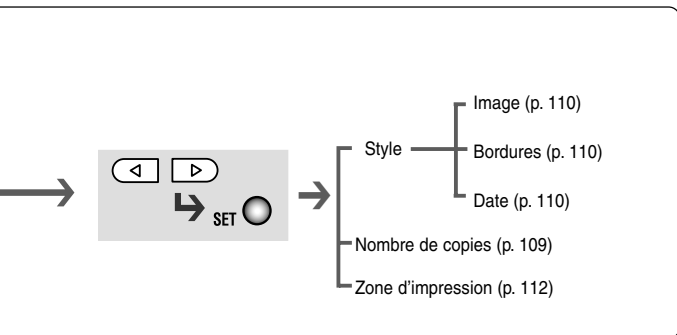 Image (p. 110)
Style
Bordures (p. 110)
Date (p. 110)
SET
Nombre de copies (p. 109)
Zone d'impression (p. 112)